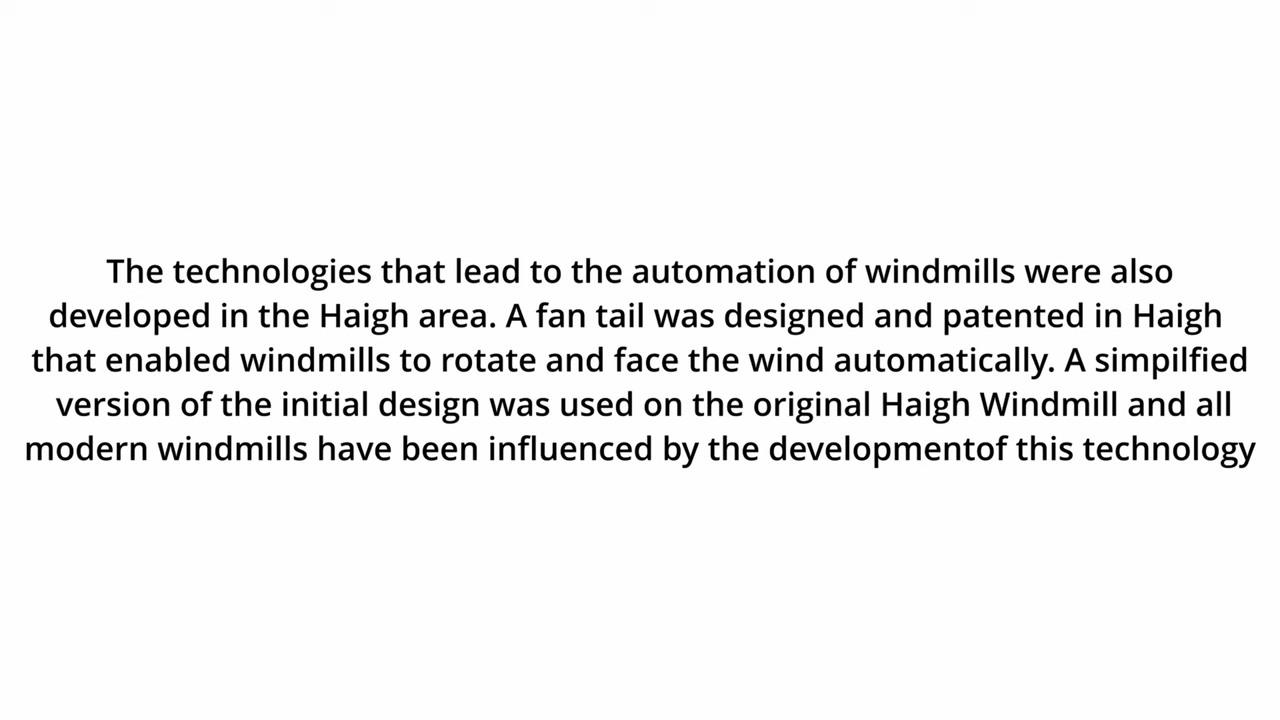 The technologies that lead to the automation of windmills were also
developed in the Haigh area. A fan tail was designed and patented in Haigh
that enabled windmills to rotate and face the wind automatically. A simpilfied
version of the initial design was used on the original Haigh Windmill and all
modern windmills have been influenced by the developmentof this technology